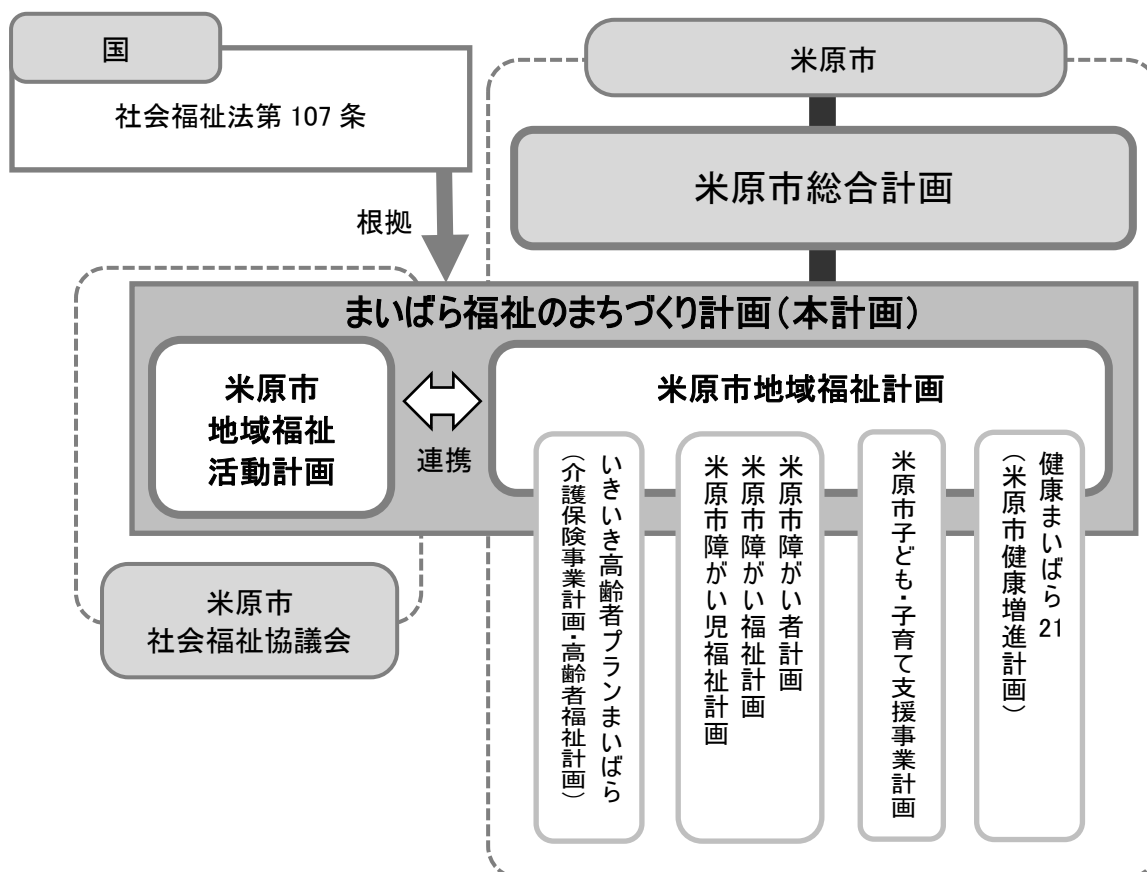 国
社会福祉法第 107 条
根拠
米原市
米原市総合計画
まいばら福祉のまちづくり計画(本計画)
米原市
地域福祉
活動計画
連携
米原市地域福祉計画
いきいき高齢者プランまいばら
(介護保険事業計画・高齢者福祉計画)
米原市障がい者計画
米原市障がい福祉計画
米原市障がい児福祉計画
米原市子ども・子育て支援事業計画
健康まいばら 21
(米原市健康増進計画)
米原市
社会福祉協議会